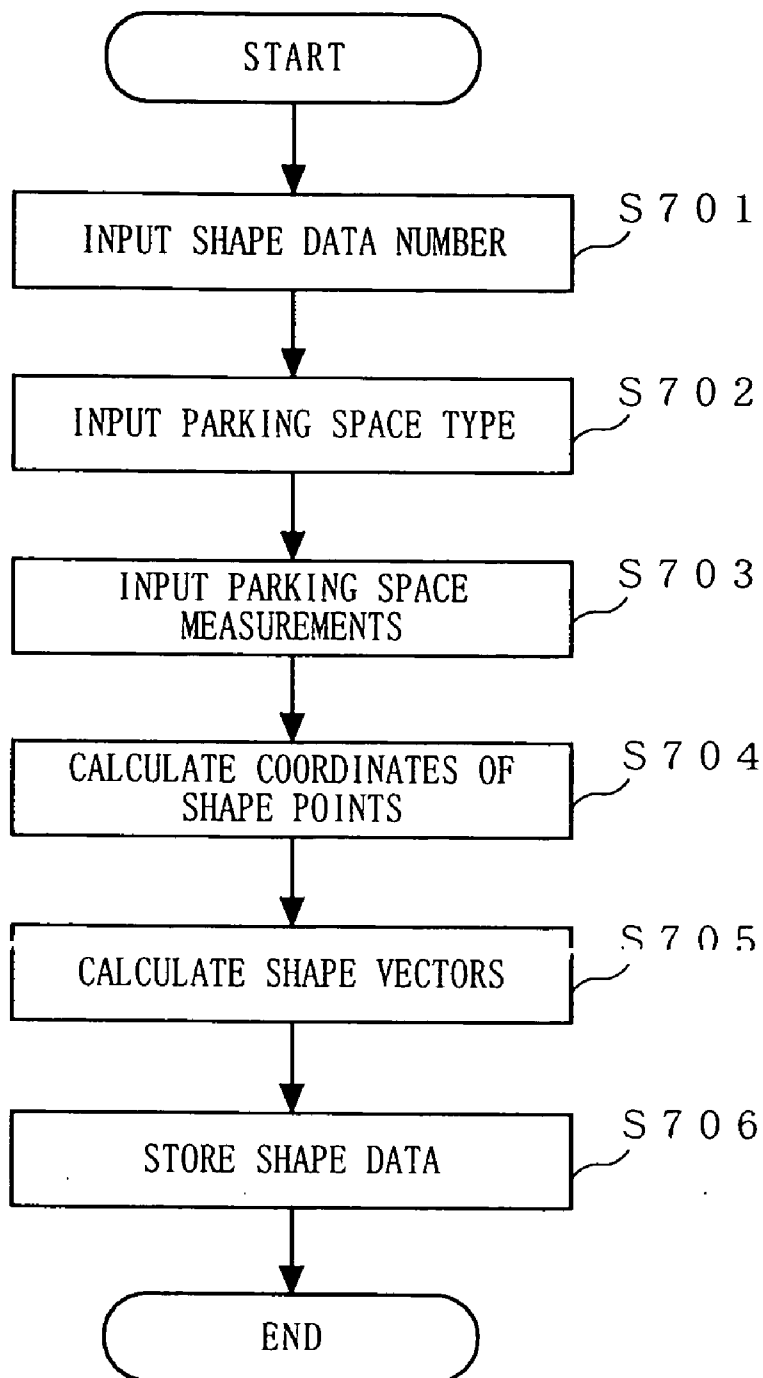 START
INPUT SHAPE DATA NUMBER
S701
INPUT PARKING SPACE TYPE
S702
INPUT PARKING SPACE
MEASUREMENTS
S703
CALCULATE COORDINATES OF
SHAPE POINTS
S704
CALCULATE SHAPE VECTORS
S705
STORE SHAPE DATA
S706
END